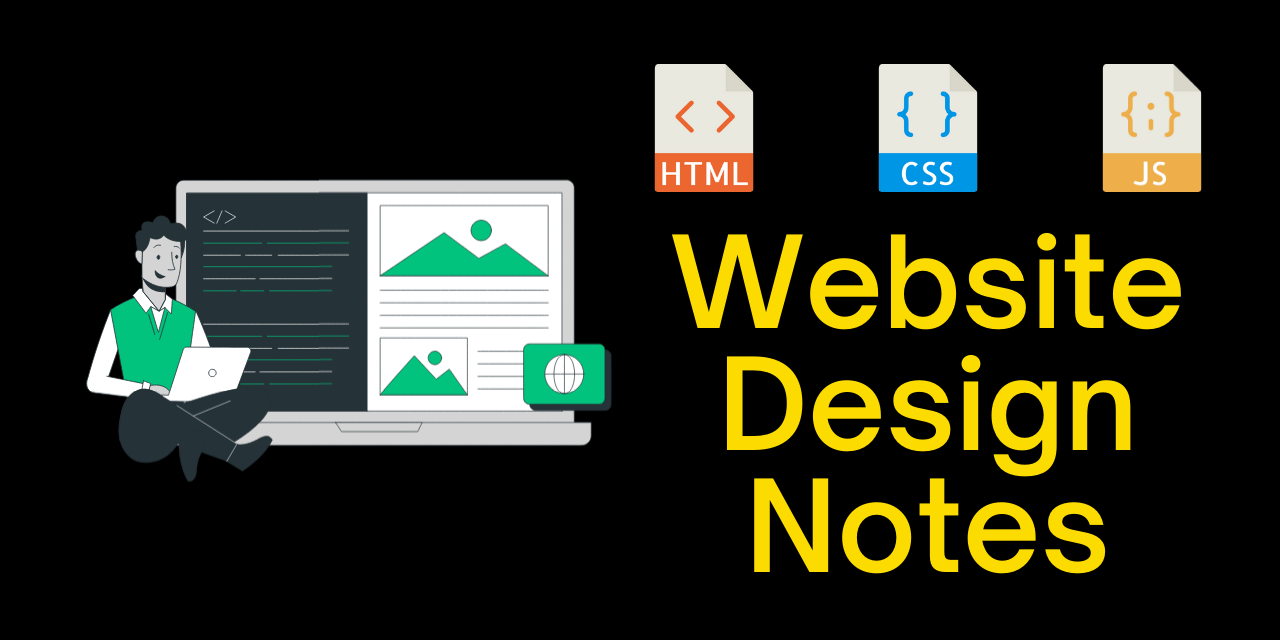 < >
HTML
{ }
CSS
{;}
JS
</>
Website
Design
Notes